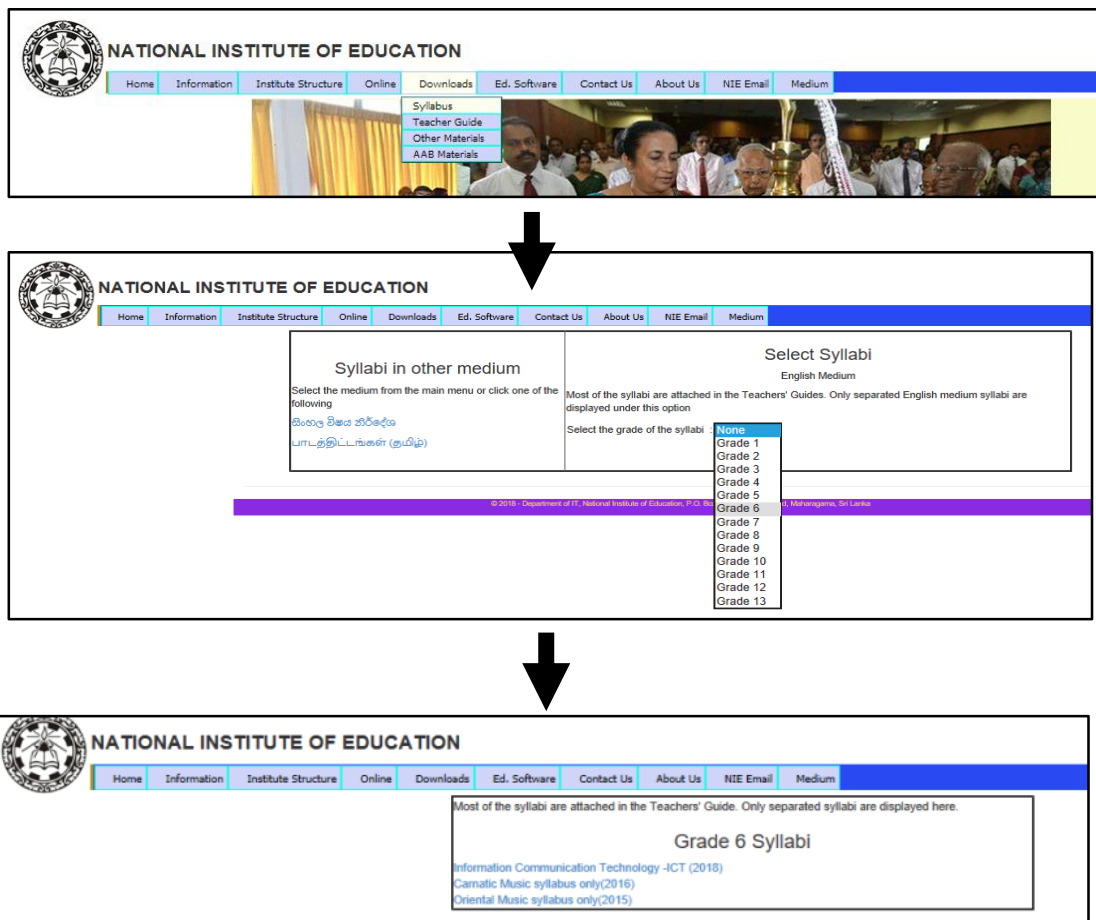 NATIONAL INSTITUTE OF EDUCATION
Home Information Institute Structure Online Downloads Ed. Software Contact Us About Us NIE Email Medium
Syllabus
Teacher Guide
Other Materials
AAB Materials
NATIONAL INSTITUTE OF EDUCATION
Home Information Institute Structure Online Downloads Ed. Software Contact Us About Us NIE Email Medium
Syllabi in other medium
Select the medium from the main menu or click one of the
following
සිංහල විෂය නිර්දේශ
பாடத்திட்டங்கள் (தமிழ்)
Select Syllabi
English Medium
Most of the syllabi are attached in the Teachers' Guides. Only separated English medium syllabi are
displayed under this option
Select the grade of the syllabi : None
Grade 1
Grade 2
Grade 3
Grade 4
Grade 5
Grade 6
Grade 7
Grade 8
Grade 9
Grade 10
Grade 11
Grade 12
Grade 13
© 2018 - Department of IT, National Institute of Education, P.O. d, Maharagama, Sri Lanka
NATIONAL INSTITUTE OF EDUCATION
Home Information Institute Structure Online Downloads Ed. Software Contact Us About Us NIE Email Medium
Most of the syllabi are attached in the Teachers' Guide. Only separated syllabi are displayed here.
Grade 6 Syllabi
Information Communication Technology -ICT (2018)
Carnatic Music syllabus only(2016)
Oriental Music syllabus only(2015)